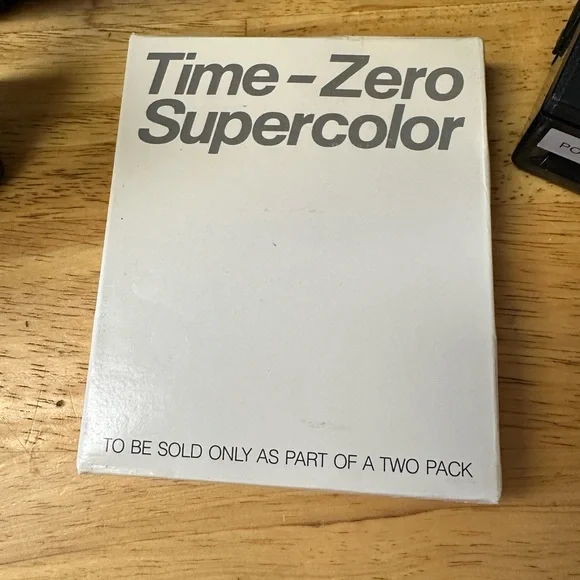 Time-Zero
Supercolor
TO BE SOLD ONLY AS PART OF A TWO PACK